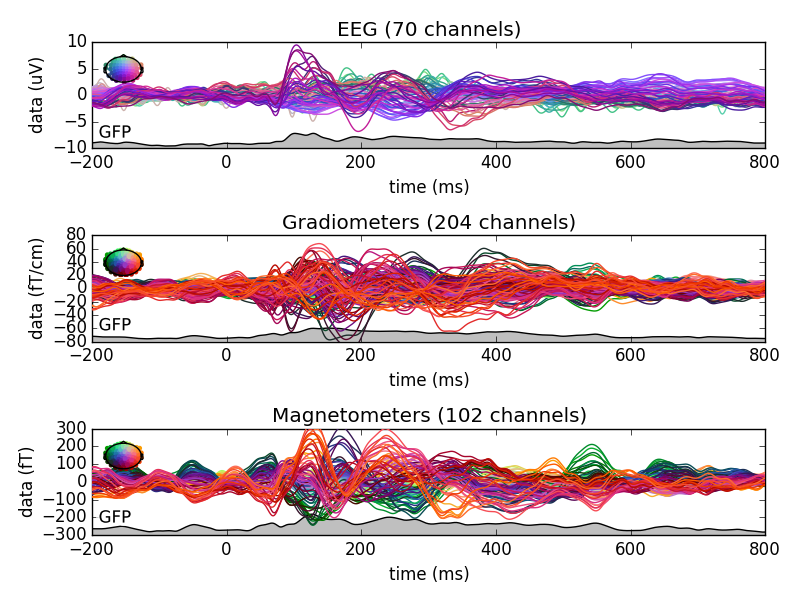 EEG (70 channels)
10
5
0
−5
−10
data (uV)
GFP
−200 0 200 400 600 800
time (ms)
Gradiometers (204 channels)
80
60
40
20
0
−20
−40
−60
−80
data (fT/cm)
GFP
−200 0 200 400 600 800
time (ms)
Magnetometers (102 channels)
300
200
100
0
−100
−200
−300
data (fT)
GFP
−200 0 200 400 600 800
time (ms)